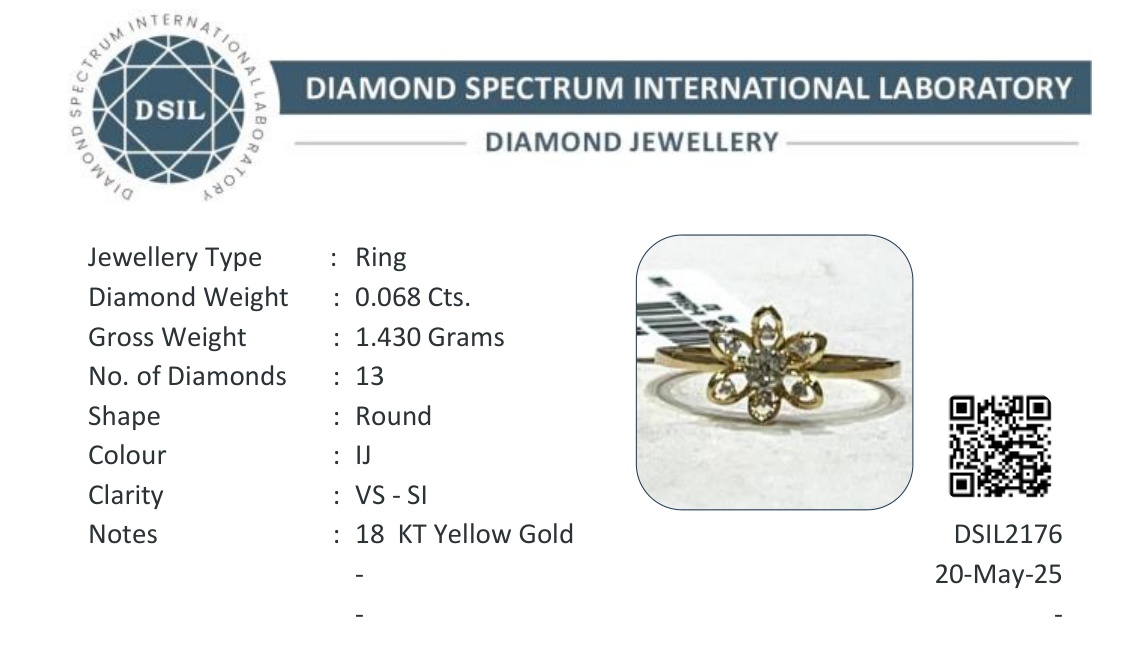 DIAMOND SPECTRUM INTERNATIONAL LABORATORY
DSIL
DIAMOND SPECTRUM INTERNATIONAL LABORATORY
DIAMOND JEWELLERY
Jewellery Type : Ring
Diamond Weight : 0.068 Cts.
Gross Weight : 1.430 Grams
No. of Diamonds : 13
Shape : Round
Colour : IJ
Clarity : VS - SI
Notes : 18 KT Yellow Gold
DSIL2176
-
20-May-25
-
-